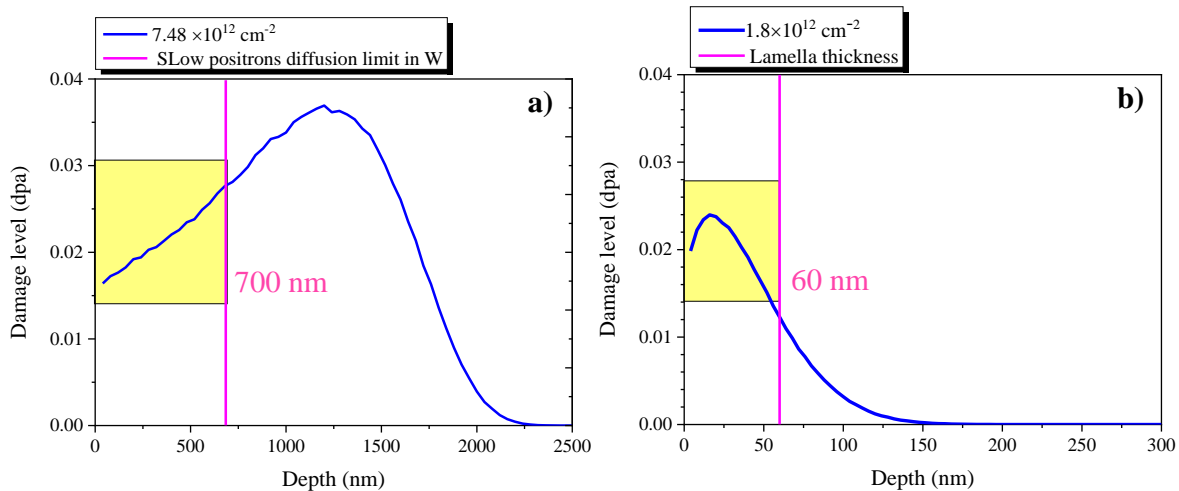 7.48 ×10¹² cm⁻²
SLow positrons diffusion limit in W
a)
0.04
0.03
0.02
0.01
0.00
Damage level (dpa)
700 nm
0
500
1000
1500
2000
2500
Depth (nm)
1.8×10¹² cm⁻²
Lamella thickness
b)
0.04
0.03
0.02
0.01
0.00
Damage level (dpa)
60 nm
0
50
100
150
200
250
300
Depth (nm)